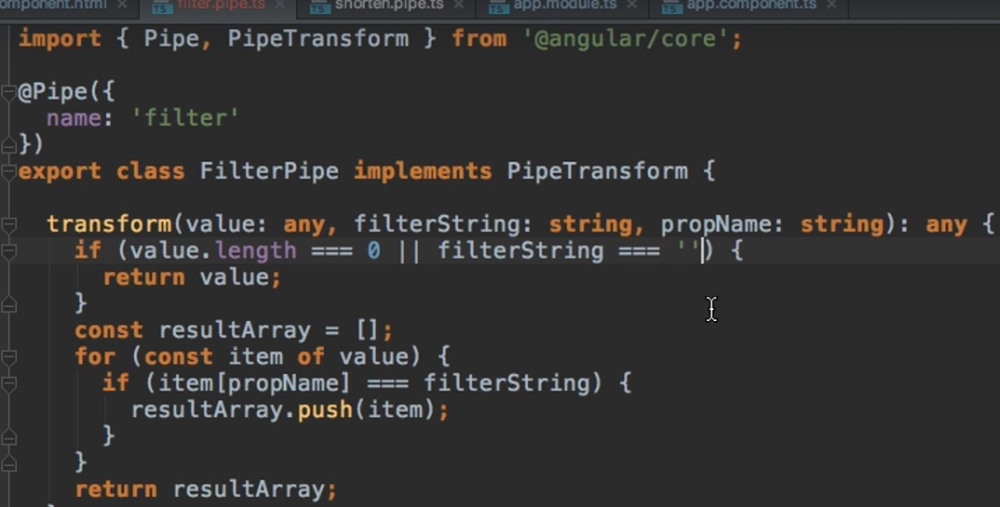 omponent.html × filter.pipe.ts × shorten.pipe.ts × app.module.ts × app.component.ts ×
import { Pipe, PipeTransform } from '@angular/core';
@Pipe({
name: 'filter'
})
export class FilterPipe implements PipeTransform {
transform(value: any, filterString: string, propName: string): any {
if (value.length === 0 || filterString === '') {
return value;
}
const resultArray = [];
for (const item of value) {
if (item[propName] === filterString) {
resultArray.push(item);
}
}
return resultArray;